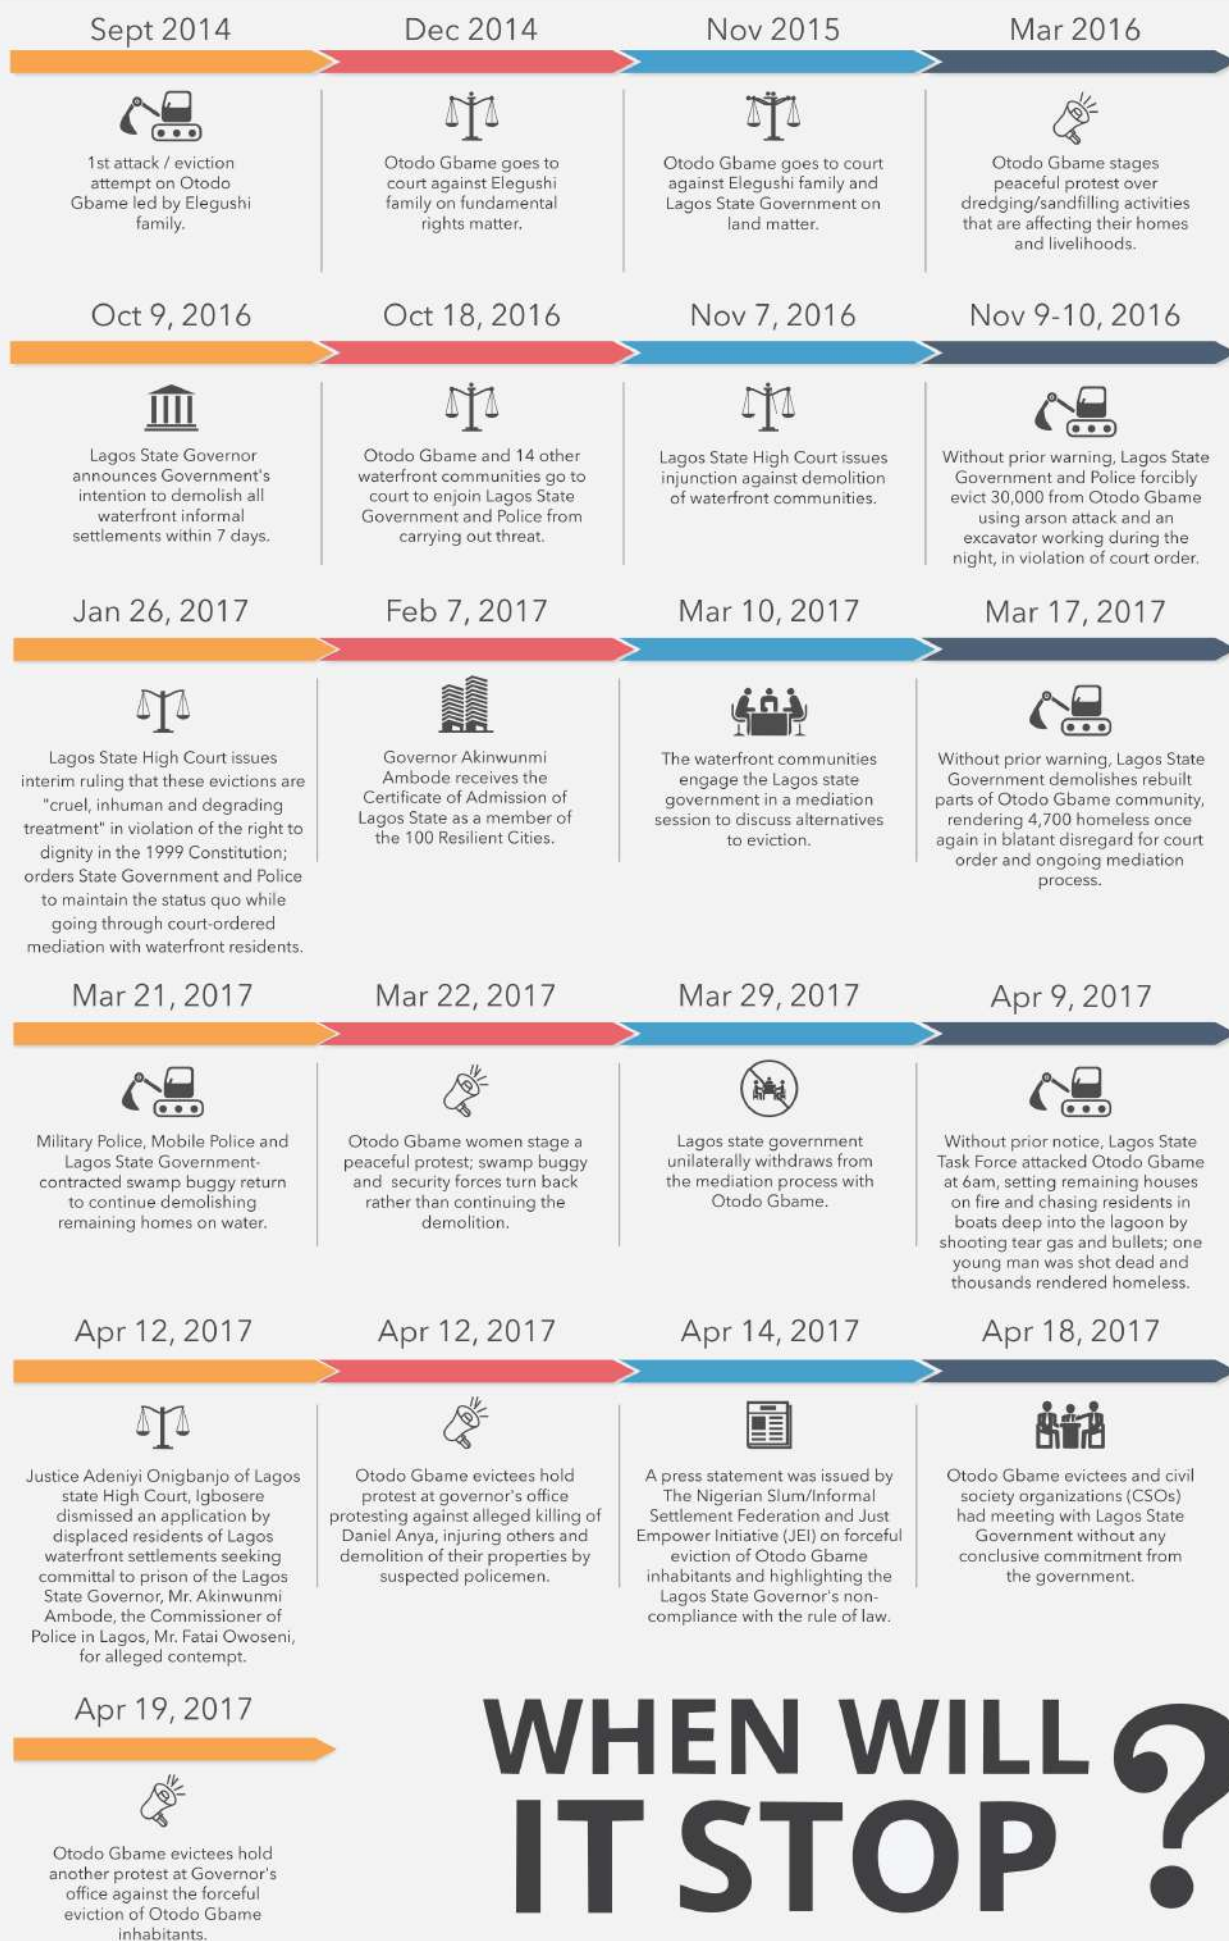 Sept 2014
1st attack / eviction
attempt on Otodo
Gbame led by Elegushi
family.
Dec 2014
Otodo Gbame goes to
court against Elegushi
family on fundamental
rights matter.
Nov 2015
Otodo Gbame goes to court
against Elegushi family and
Lagos State Government on
land matter.
Mar 2016
Otodo Gbame stages
peaceful protest over
dredging/sandfilling activities
that are affecting their homes
and livelihoods.
Oct 9, 2016
Lagos State Governor
announces Government's
intention to demolish all
waterfront informal
settlements within 7 days.
Oct 18, 2016
Otodo Gbame and 14 other
waterfront communities go to
court to enjoin Lagos State
Government and Police from
carrying out threat.
Nov 7, 2016
Lagos State High Court issues
injunction against demolition
of waterfront communities.
Nov 9-10, 2016
Without prior warning, Lagos State
Government and Police forcibly
evict 30,000 from Otodo Gbame
using arson attack and an
excavator working during the
night, in violation of court order.
Jan 26, 2017
Lagos State High Court issues
interim ruling that these evictions are
"cruel, inhuman and degrading
treatment" in violation of the right to
dignity in the 1999 Constitution;
orders State Government and Police
to maintain the status quo while
going through court-ordered
mediation with waterfront residents.
Feb 7, 2017
Governor Akinwunmi
Ambode receives the
Certificate of Admission of
Lagos State as a member of
the 100 Resilient Cities.
Mar 10, 2017
The waterfront communities
engage the Lagos state
government in a mediation
session to discuss alternatives
to eviction.
Mar 17, 2017
Without prior warning, Lagos State
Government demolishes rebuilt
parts of Otodo Gbame community,
rendering 4,700 homeless once
again in blatant disregard for court
order and ongoing mediation
process.
Mar 21, 2017
Military Police, Mobile Police and
Lagos State Government-
contracted swamp buggy return
to continue demolishing
remaining homes on water.
Mar 22, 2017
Otodo Gbame women stage a
peaceful protest; swamp buggy
and security forces turn back
rather than continuing the
demolition.
Mar 29, 2017
Lagos state government
unilaterally withdraws from
the mediation process with
Otodo Gbame.
Apr 9, 2017
Without prior notice, Lagos State
Task Force attacked Otodo Gbame
at 6am, setting remaining houses
on fire and chasing residents in
boats deep into the lagoon by
shooting tear gas and bullets; one
young man was shot dead and
thousands rendered homeless.
Apr 12, 2017
Justice Adeniyi Onigbanjo of Lagos
state High Court, Igbosere
dismissed an application by
displaced residents of Lagos
waterfront settlements seeking
committal to prison of the Lagos
State Governor, Mr. Akinwunmi
Ambode, the Commissioner of
Police in Lagos, Mr. Fatai Owoseni,
for alleged contempt.
Apr 12, 2017
Otodo Gbame evictees hold
protest at governor's office
protesting against alleged killing of
Daniel Anya, injuring others and
demolition of their properties by
suspected policemen.
Apr 14, 2017
A press statement was issued by
The Nigerian Slum/Informal
Settlement Federation and Just
Empower Initiative (JEI) on forceful
eviction of Otodo Gbame
inhabitants and highlighting the
Lagos State Governor's non-
compliance with the rule of law.
Apr 18, 2017
Otodo Gbame evictees and civil
society organizations (CSOs)
had meeting with Lagos State
Government without any
conclusive commitment from
the government.
Apr 19, 2017
Otodo Gbame evictees hold
another protest at Governor's
office against the forceful
eviction of Otodo Gbame
inhabitants.
WHEN WILL
IT STOP?